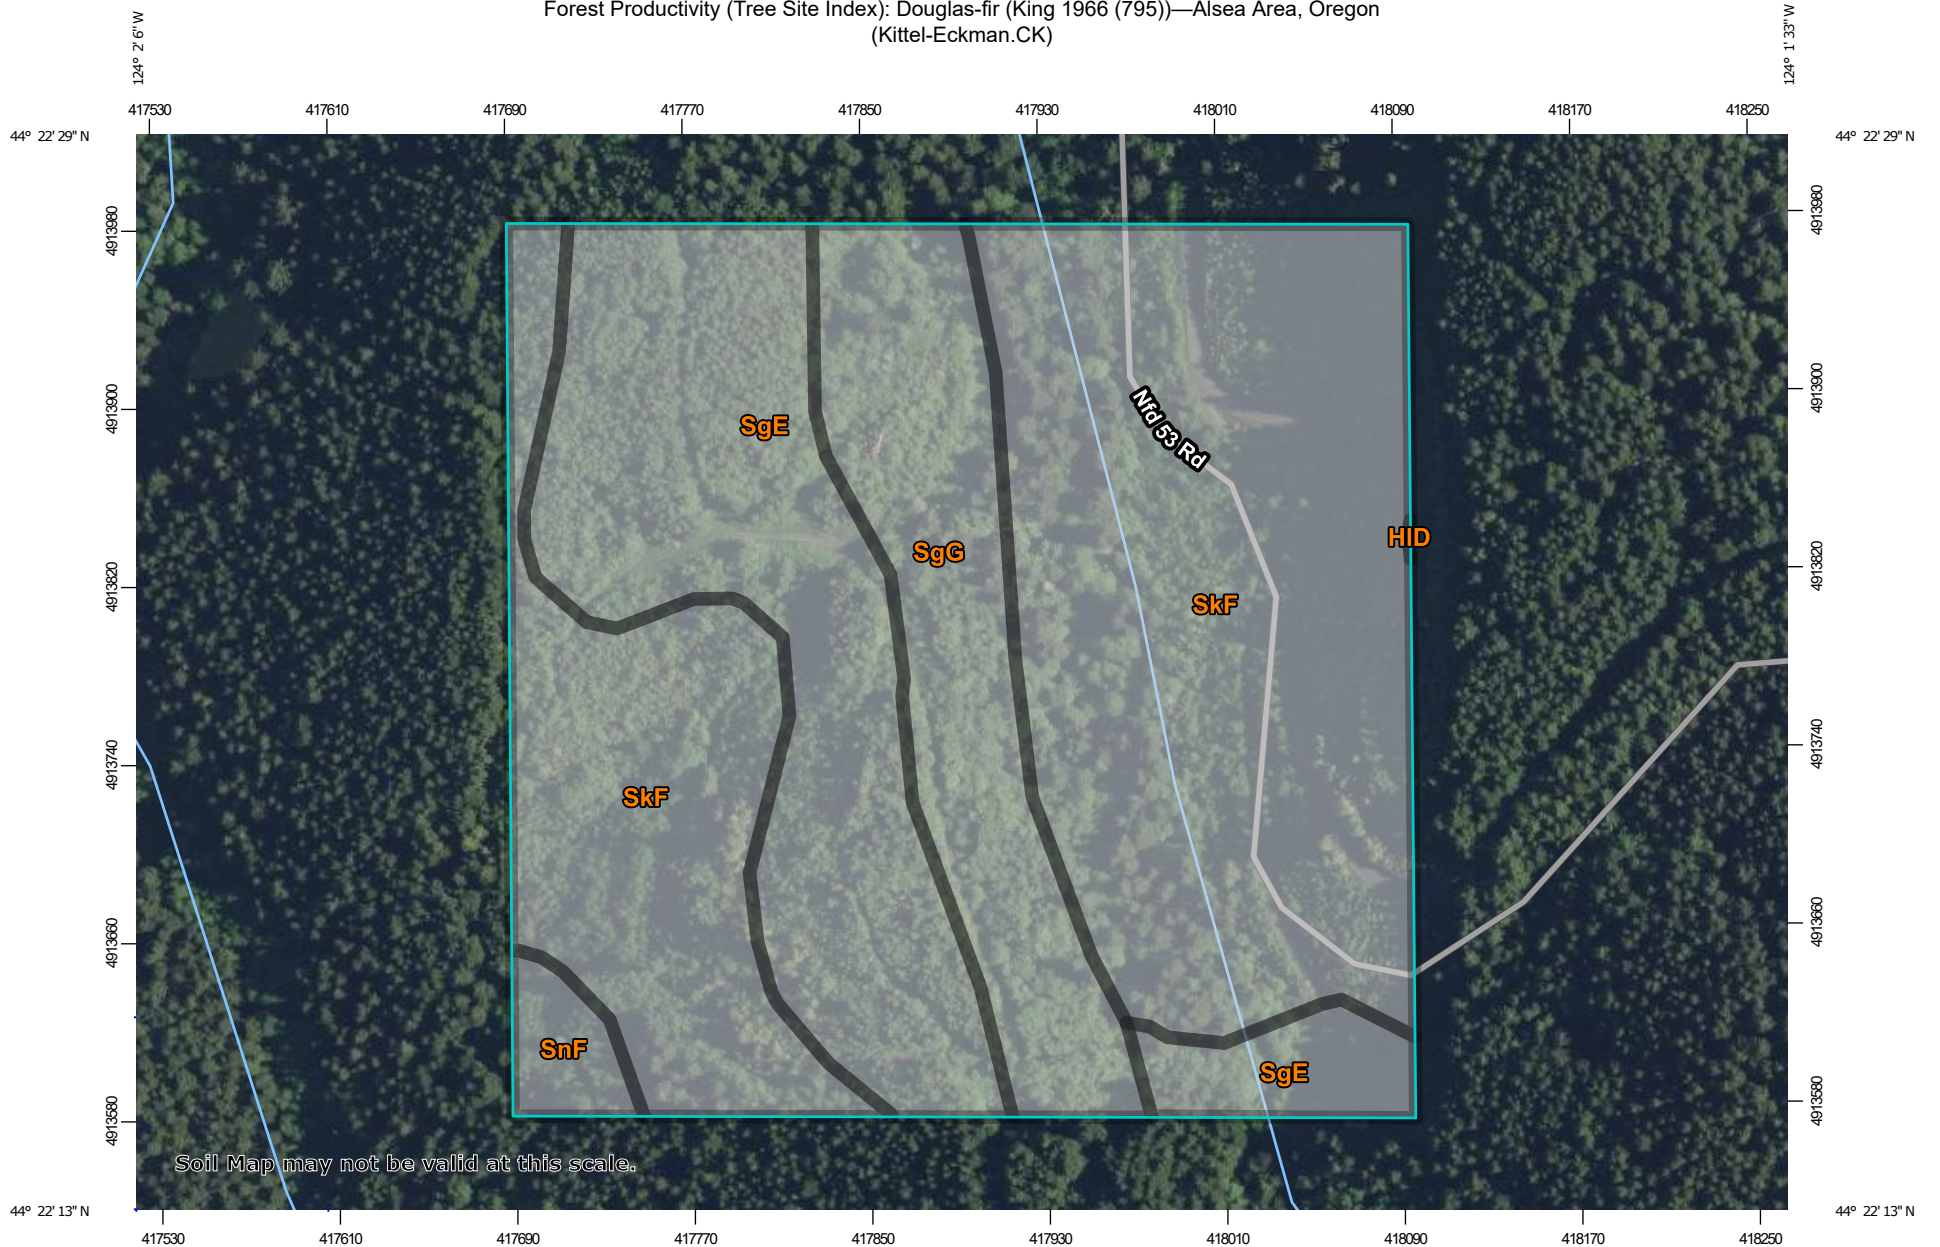 Forest Productivity (Tree Site Index): Douglas-fir (King 1966 (795))—Alsea Area, Oregon
(Kittel-Eckman.CK)
124° 2' 6" W
124° 1' 33" W
417530 417610 417690 417770 417850 417930 418010 418090 418170 418250
44° 22' 29" N
44° 22' 29" N
4913980
4913980
4913900
4913900
Nfd 53 Rd
SgE
HID
SgG
4913820
4913820
SkF
4913740
4913740
SkF
4913660
4913660
SnF
SgE
4913580
4913580
Soil Map may not be valid at this scale.
44° 22' 13" N
44° 22' 13" N
417530 417610 417690 417770 417850 417930 418010 418090 418170 418250